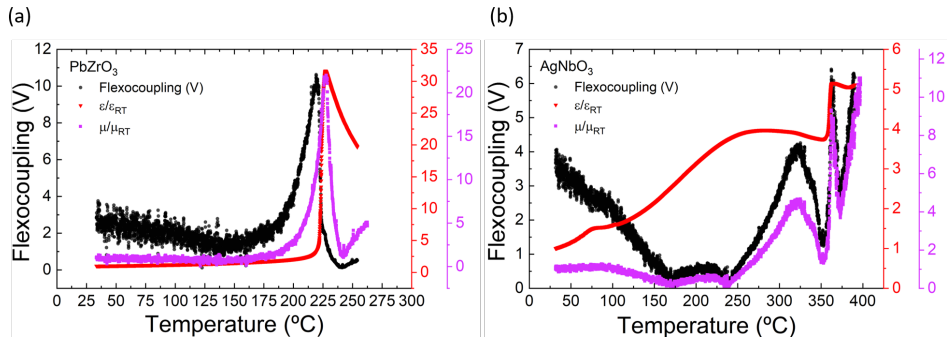 (a)
(b)
PbZrO3
Flexocoupling (V)
ε/εRT
μ/μRT
Flexocoupling (V)
12
10
8
6
4
2
0
35
30
25
20
15
10
5
0
25
20
15
10
5
0
0 25 50 75 100 125 150 175 200 225 250 275 300
Temperature (ºC)
AgNbO3
Flexocoupling (V)
ε/εRT
μ/μRT
Flexocoupling (V)
7
6
5
4
3
2
1
0
6
5
4
3
2
1
0
12
10
8
6
4
2
0
0 50 100 150 200 250 300 350 400
Temperature (ºC)